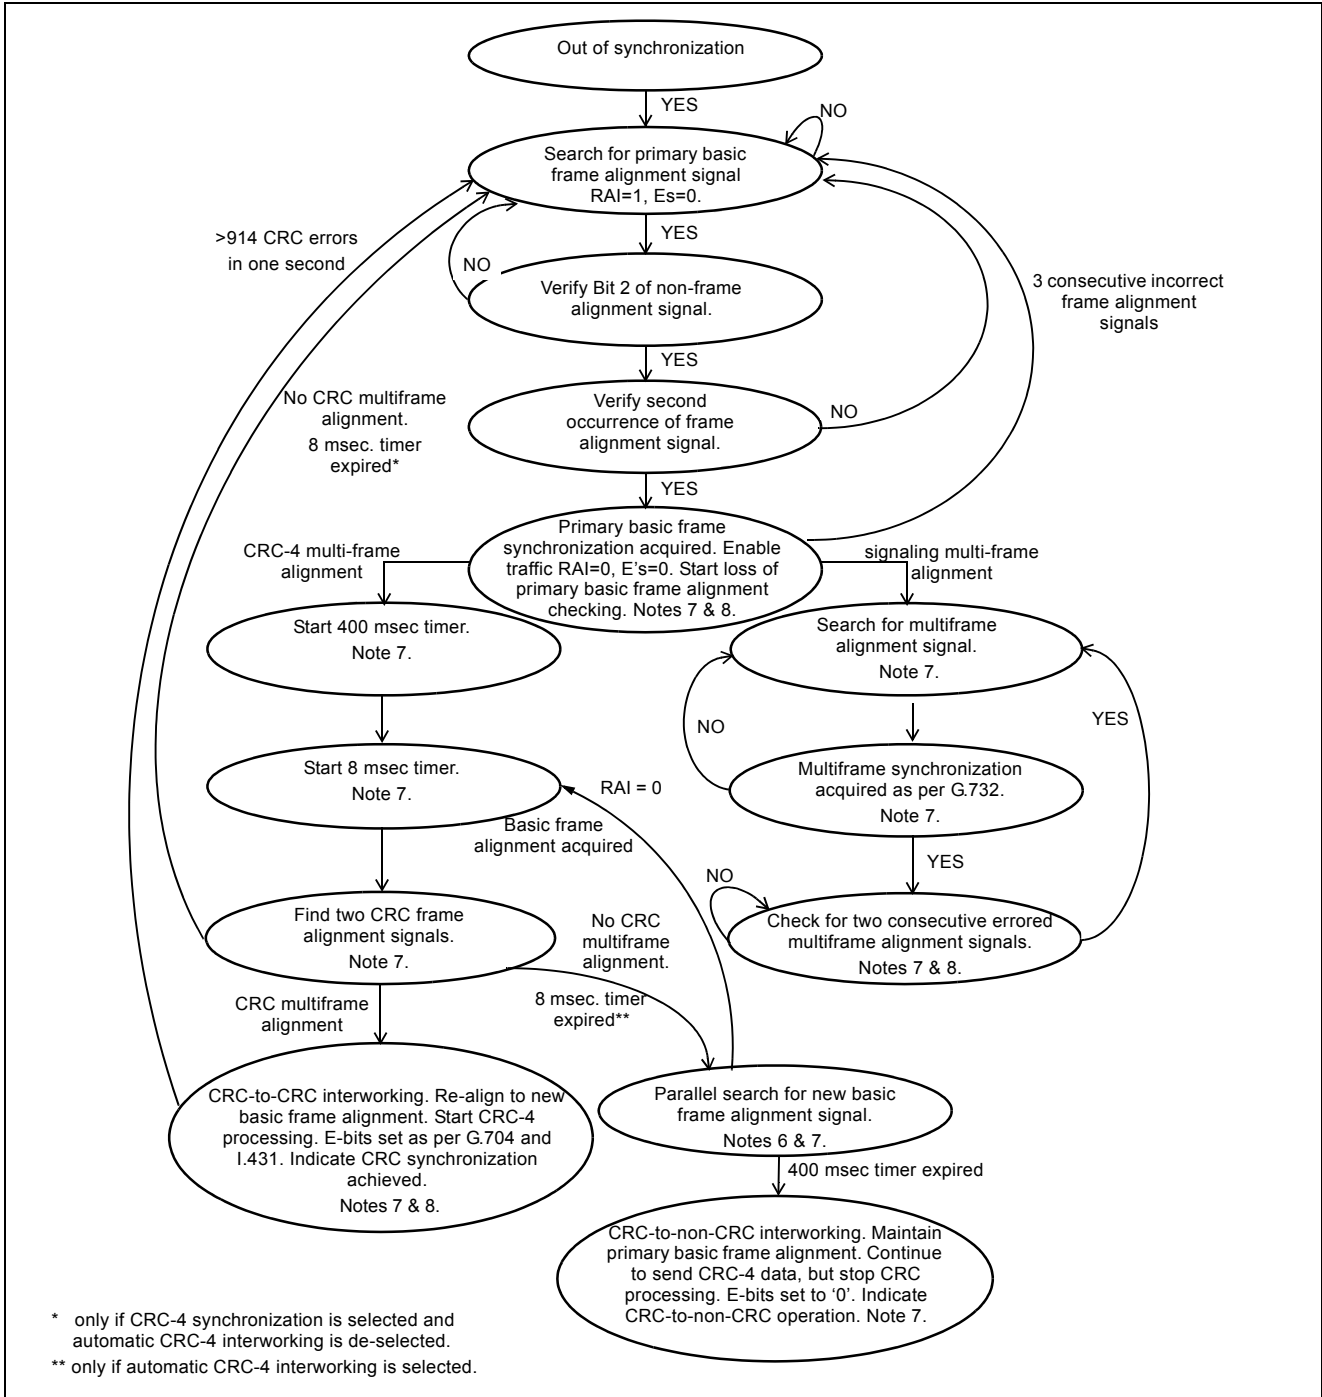 Out of synchronization
YES
NO
Search for primary basic
frame alignment signal
RAI=1, Es=0.
YES
>914 CRC errors
in one second
NO
Verify Bit 2 of non-frame
alignment signal.
3 consecutive incorrect
frame alignment
signals
YES
No CRC multiframe
alignment.
8 msec. timer
expired*
Verify second
occurrence of frame
alignment signal.
NO
YES
Primary basic frame
synchronization acquired. Enable
traffic RAI=0, E's=0. Start loss of
primary basic frame alignment
checking. Notes 7 & 8.
CRC-4 multi-frame
alignment
signaling multi-frame
alignment
Start 400 msec timer.
Note 7.
Search for multiframe
alignment signal.
Note 7.
NO
YES
Start 8 msec timer.
Note 7.
RAI = 0
Basic frame
alignment acquired
Multiframe synchronization
acquired as per G.732.
Note 7.
YES
NO
Find two CRC frame
alignment signals.
Note 7.
No CRC
multiframe
alignment.
8 msec. timer
expired**
Check for two consecutive errored
multiframe alignment signals.
Notes 7 & 8.
CRC multiframe
alignment
CRC-to-CRC interworking. Re-align to new
basic frame alignment. Start CRC-4
processing. E-bits set as per G.704 and
I.431. Indicate CRC synchronization
achieved.
Notes 7 & 8.
Parallel search for new basic
frame alignment signal.
Notes 6 & 7.
400 msec timer expired
CRC-to-non-CRC interworking. Maintain
primary basic frame alignment. Continue
to send CRC-4 data, but stop CRC
processing. E-bits set to ‘0’. Indicate
CRC-to-non-CRC operation. Note 7.
* only if CRC-4 synchronization is selected and
automatic CRC-4 interworking is de-selected.
** only if automatic CRC-4 interworking is selected.